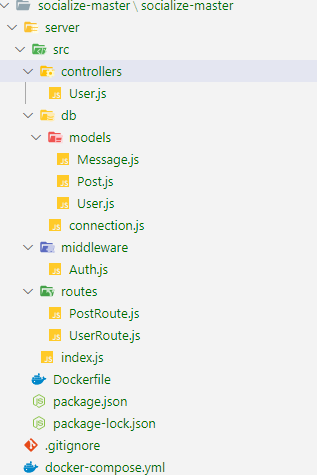 socialize-master \ socialize-master
server
src
controllers
User.js
db
models
Message.js
Post.js
User.js
connection.js
middleware
Auth.js
routes
PostRoute.js
UserRoute.js
index.js
Dockerfile
package.json
package-lock.json
.gitignore
docker-compose.yml